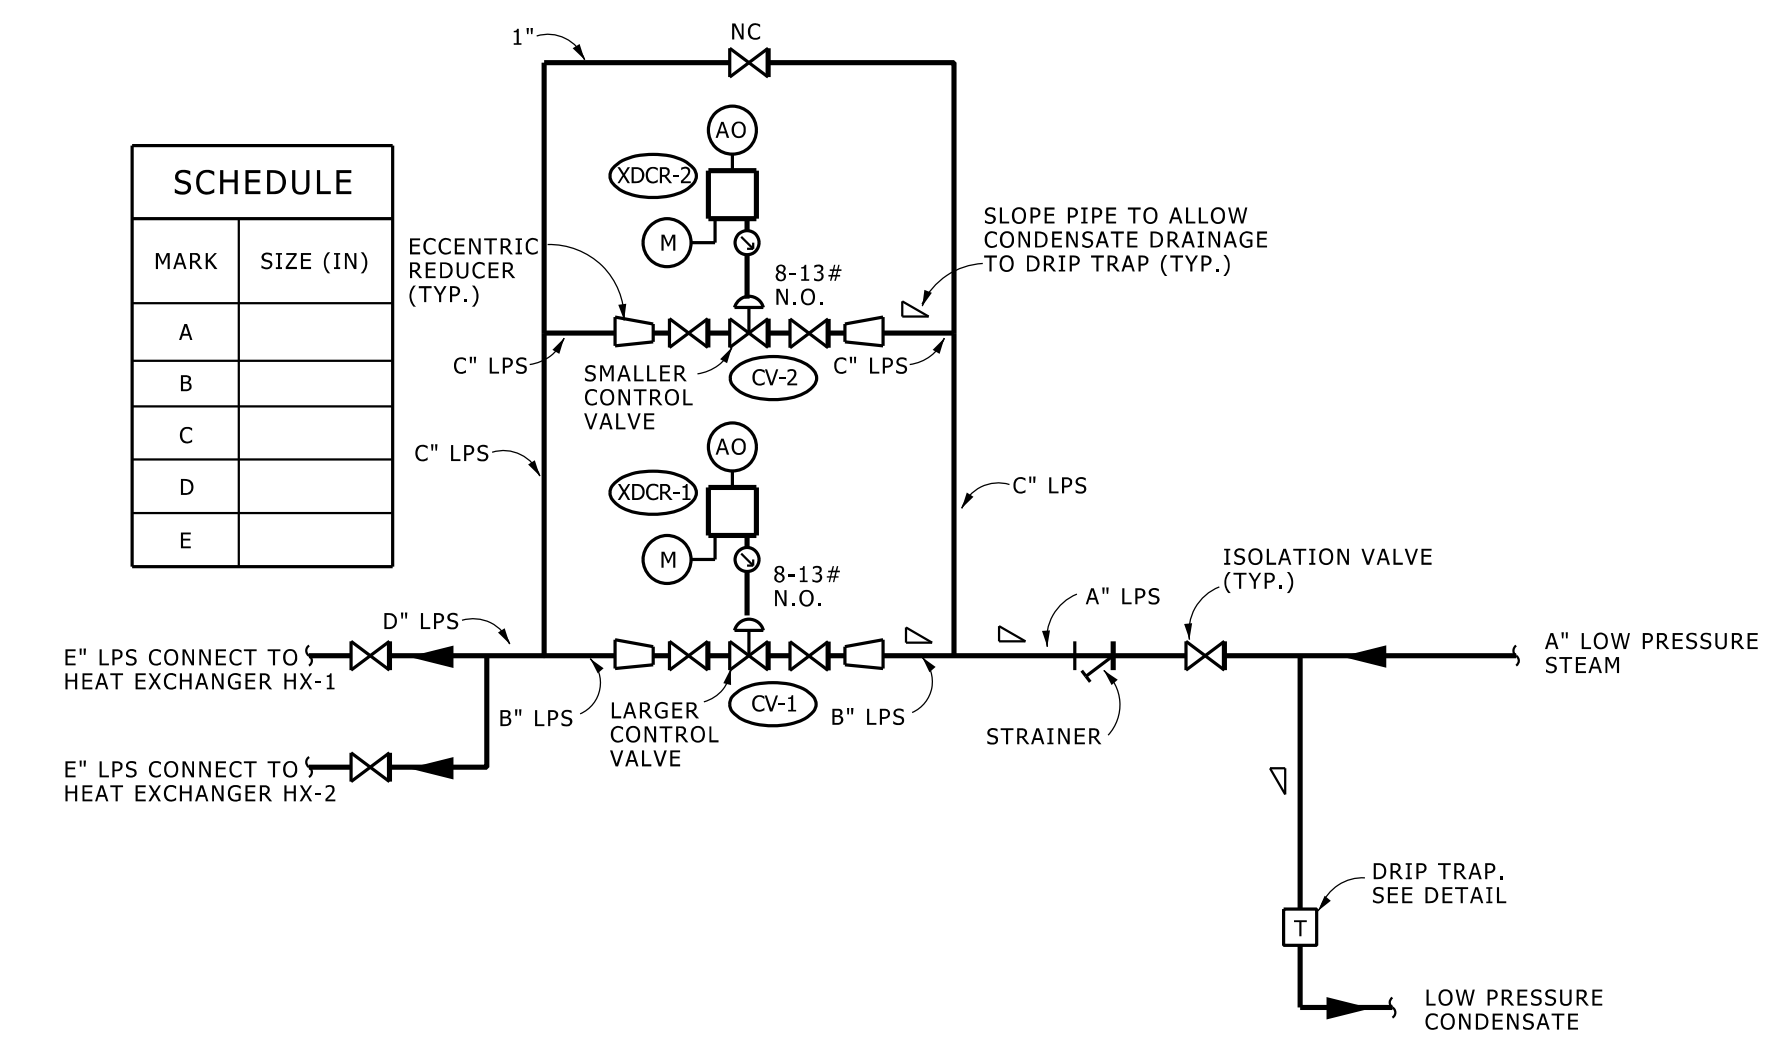 1"
NC
AO
XDCR-2
M
8-13#
N.O.
SCHEDULE
MARK
SIZE (IN)
A
B
C
D
E
ECCENTRIC
REDUCER
(TYP.)
SLOPE PIPE TO ALLOW
CONDENSATE DRAINAGE
TO DRIP TRAP (TYP.)
C" LPS
SMALLER
CONTROL
VALVE
CV-2
C" LPS
C" LPS
AO
XDCR-1
M
8-13#
N.O.
C" LPS
ISOLATION VALVE
(TYP.)
A" LPS
D" LPS
E" LPS CONNECT TO
HEAT EXCHANGER HX-1
B" LPS
LARGER
CONTROL
VALVE
CV-1
B" LPS
STRAINER
A" LOW PRESSURE
STEAM
E" LPS CONNECT TO
HEAT EXCHANGER HX-2
DRIP TRAP.
SEE DETAIL
T
LOW PRESSURE
CONDENSATE